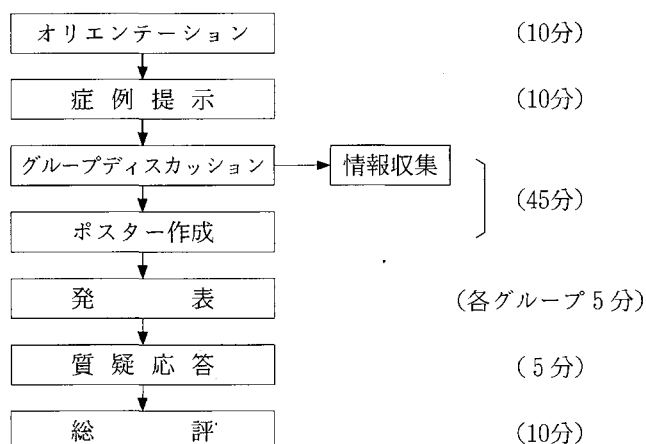 オリエンテーション (10分)
症例提示 (10分)
グループディスカッション 情報収集
(45分)
ポスター作成
発表 (各グループ5分)
質疑応答 (5分)
総評 (10分)